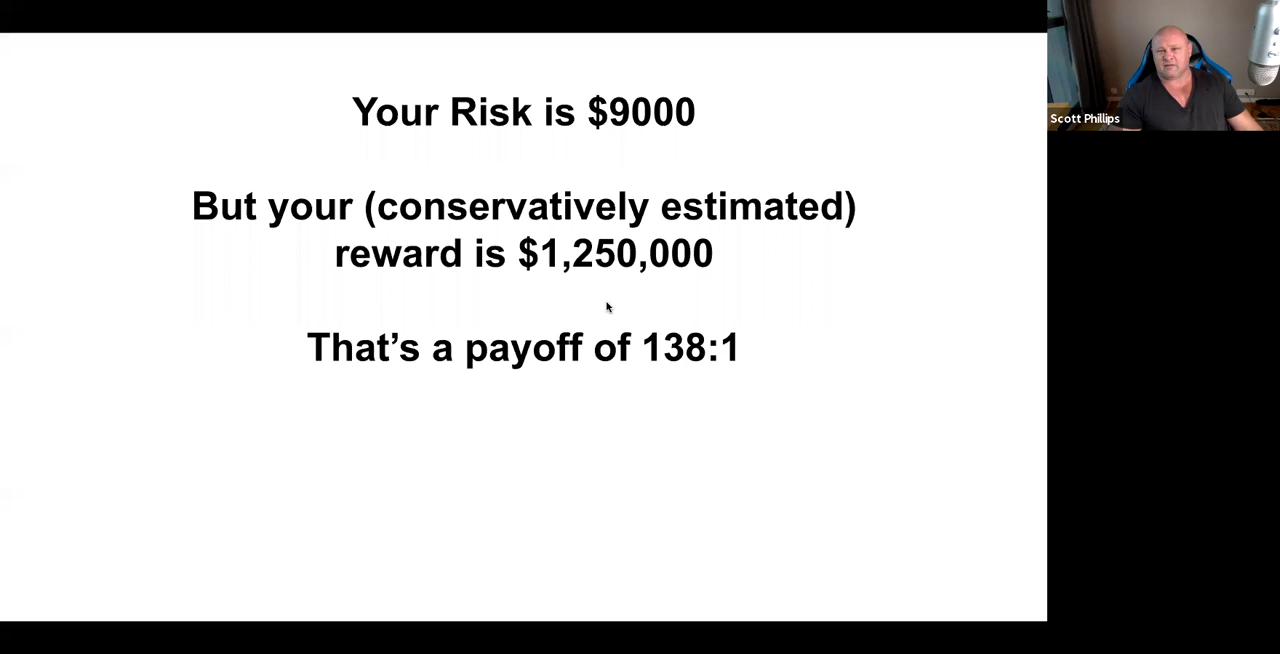 Your Risk is $9000
But your (conservatively estimated)
reward is $1,250,000
That’s a payoff of 138:1
Scott Phillips